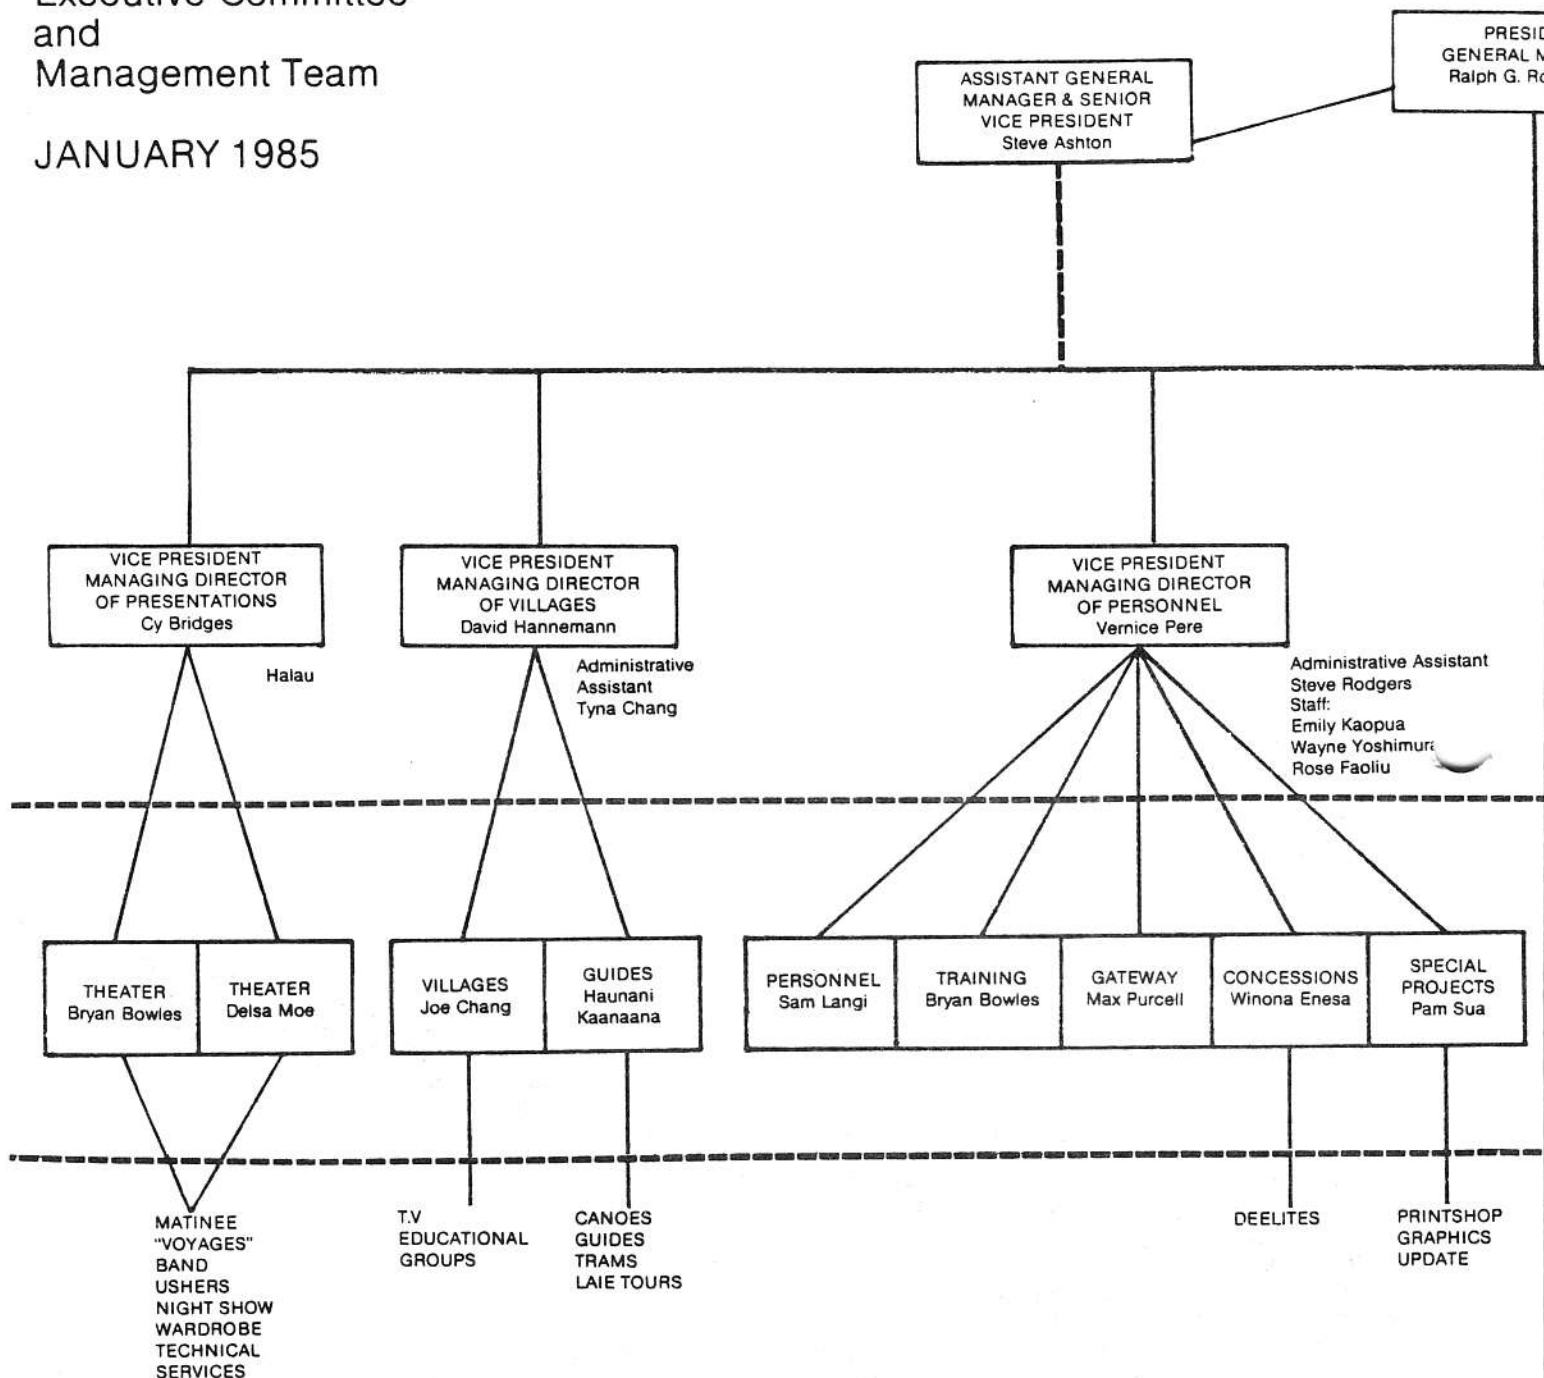 Executive Committee
and
Management Team
JANUARY 1985
GENERAL
Ralph G.
ASSISTANT GENERAL
MANAGER & SENIOR
VICE PRESIDENT
Steve Ashton
VICE PRESIDENT
MANAGING DIRECTOR
OF PRESENTATIONS
Cy Bridges
Halau
VICE PRESIDENT
MANAGING DIRECTOR
OF VILLAGES
David Hannemann
Administrative
Assistant
Tyna Chang
VICE PRESIDENT
MANAGING DIRECTOR
OF PERSONNEL
Vernice Pere
Administrative Assistant
Steve Rodgers
Staff:
Emily Kaopua
Wayne
Rose Faoliu
THEATER
Bryan Bowles
THEATER
Delsa Moe
VILLAGES
Joe Chang
GUIDES
Haunani
Kaanaana
PERSONNEL
Sam Langi
TRAINING
Bryan Bowles
GATEWAY
Max Purcell
CONCESSIONS
Winona Enesa
SPECIAL
PROJECTS
Pam Sua
MATINEE
"VOYAGES"
BAND
USHERS
NIGHT SHOW
WARDROBE
TECHNICAL
SERVICES
T.V
EDUCATIONAL
GROUPS
CANOES
GUIDES
TRAMS
LAIE TOURS
DEELITES
PRINTSHOP
GRAPHICS
UPDATE